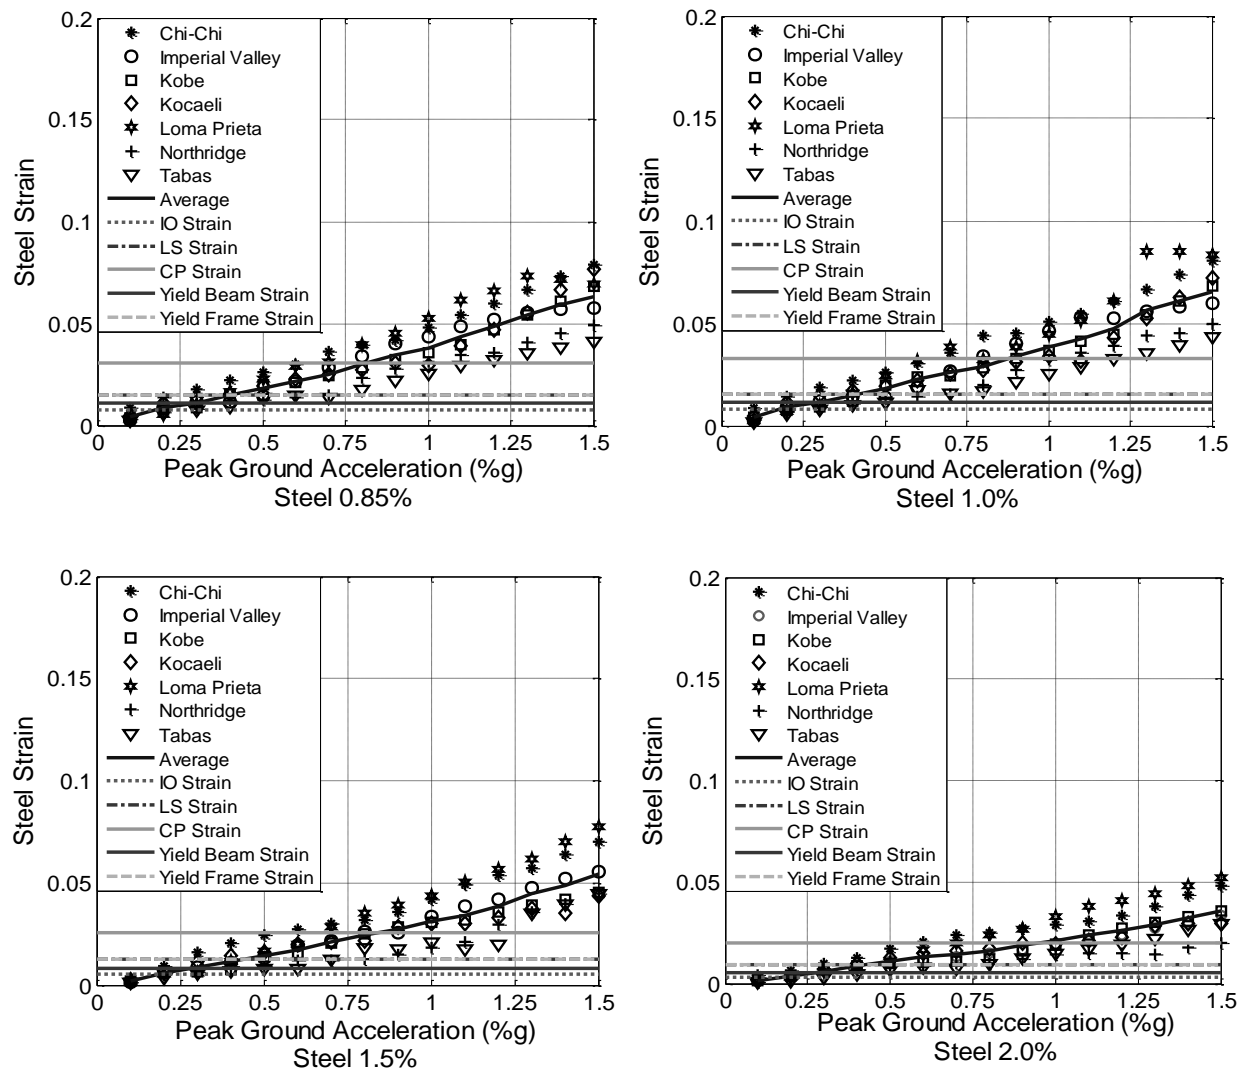 0.2
0.15
0.1
0.05
0
Steel Strain
Chi-Chi
Imperial Valley
Kobe
Kocaeli
Loma Prieta
Northridge
Tabas
Average
IO Strain
LS Strain
CP Strain
Yield Beam Strain
Yield Frame Strain
0 0.25 0.5 0.75 1 1.25 1.5
Peak Ground Acceleration (%g)
Steel 0.85%
0.2
0.15
0.1
0.05
0
Steel Strain
Chi-Chi
Imperial Valley
Kobe
Kocaeli
Loma Prieta
Northridge
Tabas
Average
IO Strain
LS Strain
CP Strain
Yield Beam Strain
Yield Frame Strain
0 0.25 0.5 0.75 1 1.25 1.5
Peak Ground Acceleration (%g)
Steel 1.0%
0.2
0.15
0.1
0.05
0
Steel Strain
Chi-Chi
Imperial Valley
Kobe
Kocaeli
Loma Prieta
Northridge
Tabas
Average
IO Strain
LS Strain
CP Strain
Yield Beam Strain
Yield Frame Strain
0 0.25 0.5 0.75 1 1.25 1.5
Peak Ground Acceleration (%g)
Steel 1.5%
0.2
0.15
0.1
0.05
0
Steel Strain
Chi-Chi
Imperial Valley
Kobe
Kocaeli
Loma Prieta
Northridge
Tabas
Average
IO Strain
LS Strain
CP Strain
Yield Beam Strain
Yield Frame Strain
0 0.25 0.5 0.75 1 1.25 1.5
Peak Ground Acceleration (%g)
Steel 2.0%